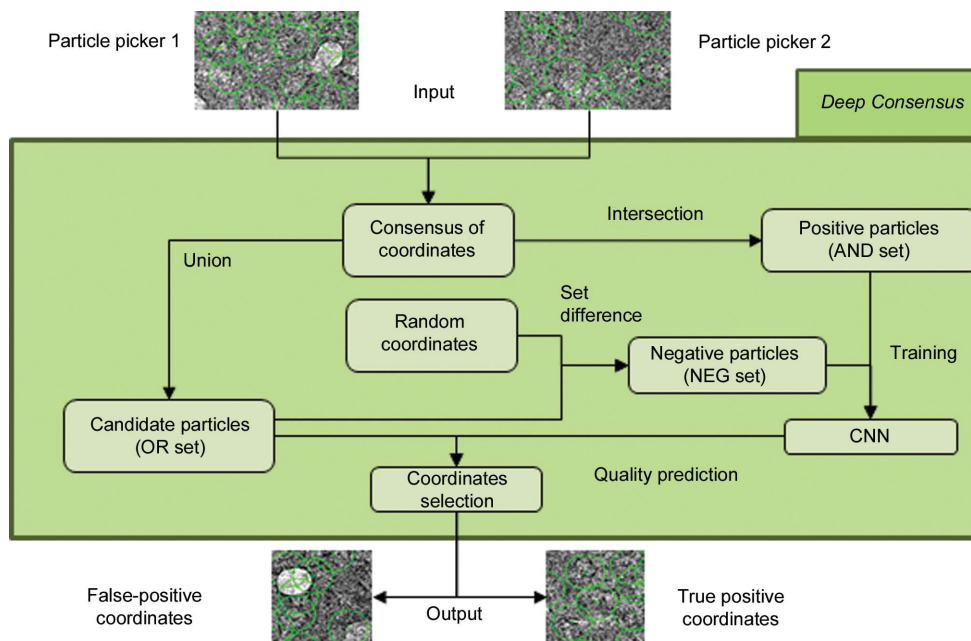 Particle picker 1
Particle picker 2
Input
Deep Consensus
Consensus of
coordinates
Intersection
Positive particles
(AND set)
Union
Random
coordinates
Set
difference
Negative particles
(NEG set)
Training
Candidate particles
(OR set)
CNN
Coordinates
selection
Quality prediction
False-positive
coordinates
Output
True positive
coordinates